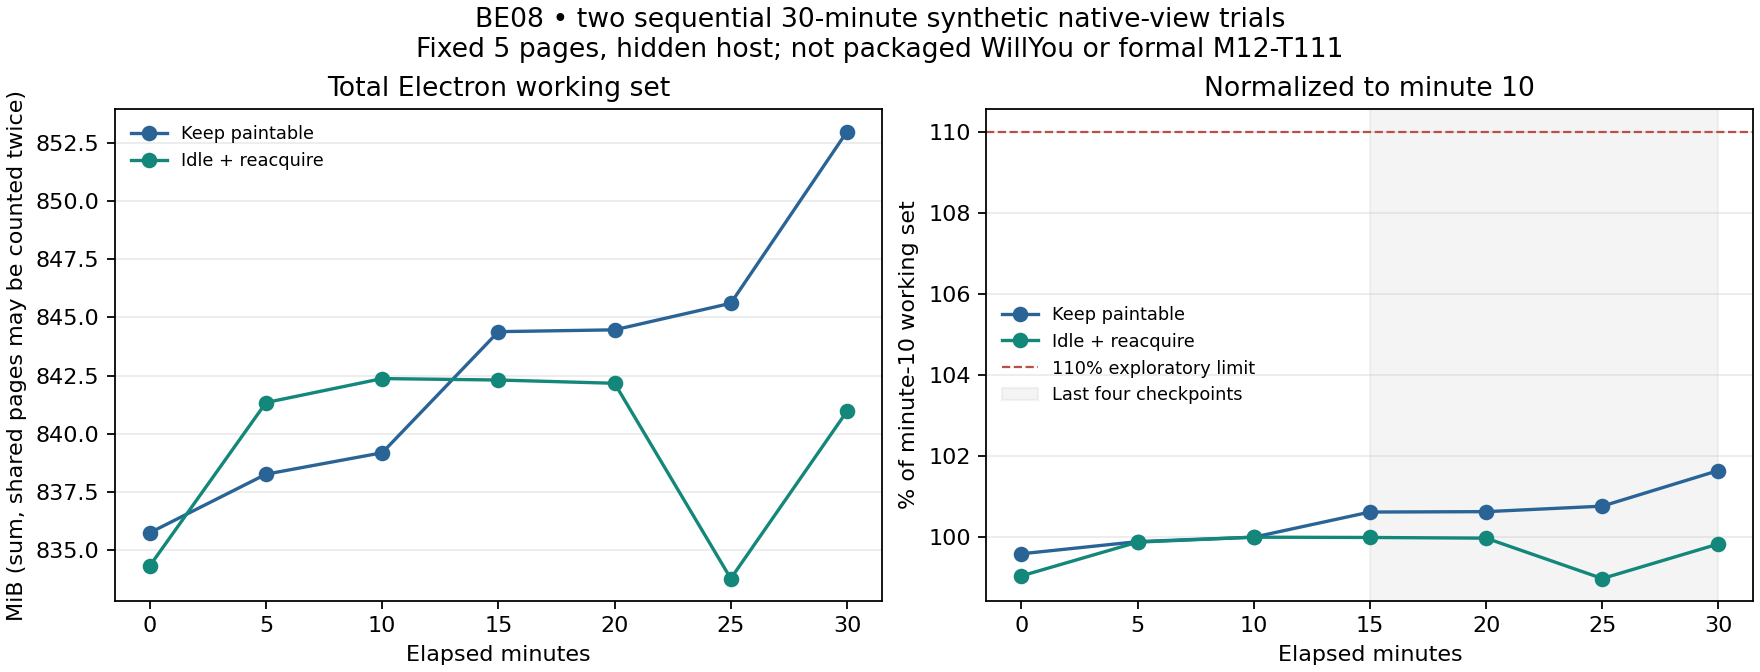 BE08 • two sequential 30-minute synthetic native-view trials
Fixed 5 pages, hidden host; not packaged WillYou or formal M12-T111
Total Electron working set
MiB (sum, shared pages may be counted twice)
852.5
850.0
847.5
845.0
842.5
840.0
837.5
835.0
Keep paintable
Idle + reacquire
0 5 10 15 20 25 30
Elapsed minutes
Normalized to minute 10
% of minute-10 working set
110
108
106
104
102
100
Keep paintable
Idle + reacquire
110% exploratory limit
Last four checkpoints
0 5 10 15 20 25 30
Elapsed minutes